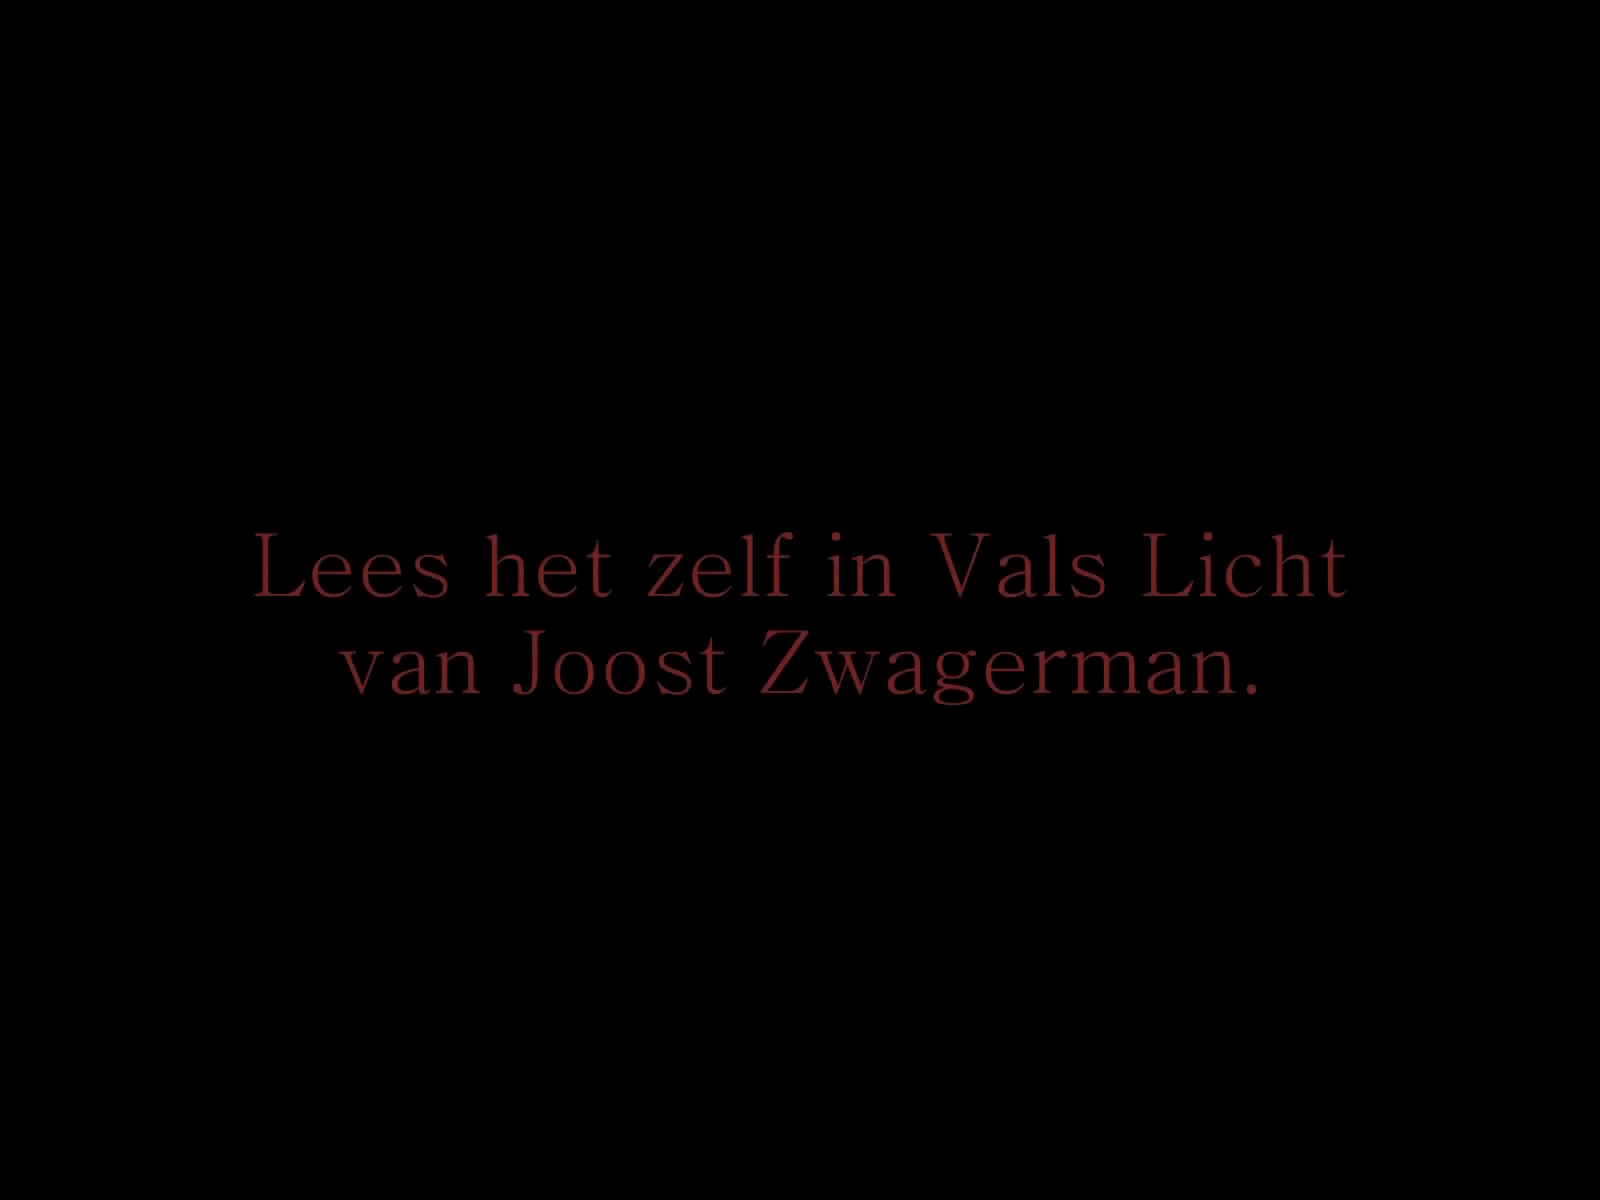 Lees het zelf in Vals Licht
van Joost Zwagerman.